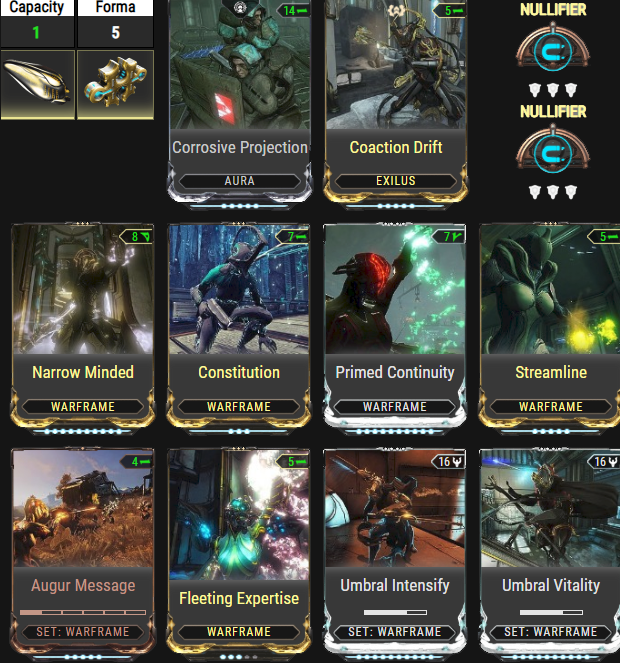 Capacity
Forma
1
5
14
Corrosive Projection
AURA
5
Coaction Drift
EXILUS
NULLIFIER
NULLIFIER
8
Narrow Minded
WARFRAME
7
Constitution
WARFRAME
7
Primed Continuity
WARFRAME
5
Streamline
WARFRAME
4
Augur Message
SET: WARFRAME
5
Fleeting Expertise
WARFRAME
16
Umbral Intensify
SET: WARFRAME
16
Umbral Vitality
SET: WARFRAME